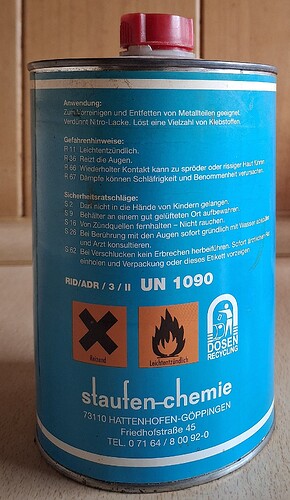 Anwendung:
Zum Vorreinigen und Entfetten von Metallteilen geeignet.
Verdünnt Nitro-Lacke. Löst eine Vielzahl von Klebstoffen.
Gefahrenhinweise:
R 11 Leichtentzündlich.
R 36 Reizt die Augen.
R 66 Wiederholter Kontakt kann zu spröder oder rissiger Haut führen.
R 67 Dämpfe können Schläfrigkeit und Benommenheit verursachen.
Sicherheitsratschläge:
S 2 Das nicht in die Hände von Kindern gelangen.
S 9 Behälter an einem gut gelüfteten Ort aufbewahren.
S 16 Von Zündquellen fernhalten – Nicht rauchen.
S 26 Bei Berührung mit den Augen sofort gründlich mit Wasser
und Arzt konsultieren.
S 62 Bei Verschlucken kein Erbrechen herbeiführen. Sofort ärztlichen
einholen und Verpackung oder dieses Etikett vorzeigen.
RID/ADR / 3 / II UN 1090
Reizend
Leichtentzündlich
DOSEN
RECYCLING
staufen-chemie
73110 HATTENHOFEN-GÖPPINGEN
Friedhofstraße 45
TEL. 0 71 64 / 8 00 92-0